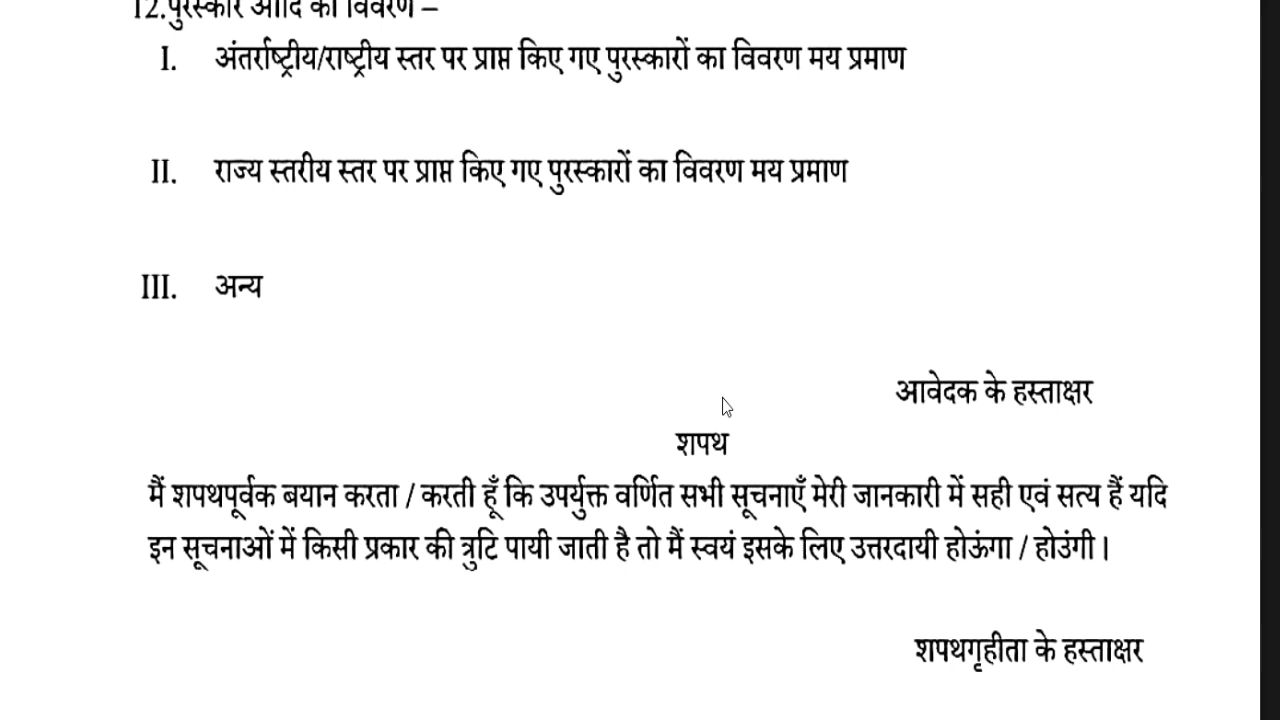 12.पुरस्कार आदि का विवरण –
I. अंतर्राष्ट्रीय/राष्ट्रीय स्तर पर प्राप्त किए गए पुरस्कारों का विवरण मय प्रमाण
II. राज्य स्तरीय स्तर पर प्राप्त किए गए पुरस्कारों का विवरण मय प्रमाण
III. अन्य
आवेदक के हस्ताक्षर
शपथ
मैं शपथपूर्वक बयान करता / करती हूँ कि उपर्युक्त वर्णित सभी सूचनाएँ मेरी जानकारी में सही एवं सत्य हैं यदि
इन सूचनाओं में किसी प्रकार की त्रुटि पायी जाती है तो मैं स्वयं इसके लिए उत्तरदायी होऊंगा / होउंगी।
शपथगृहीता के हस्ताक्षर